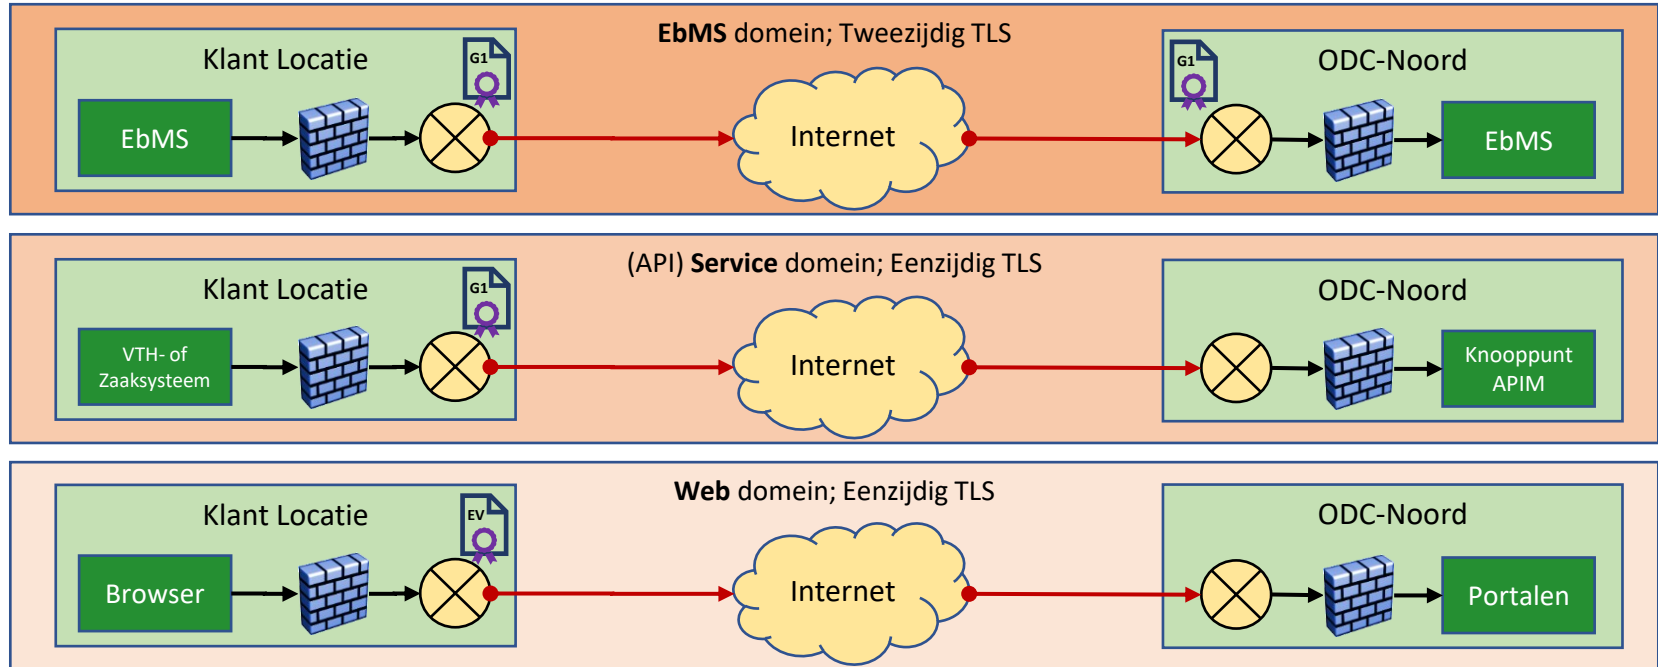 EbMS domein; Tweezijdig TLS
Klant Locatie
G1
EbMS
Internet
G1
ODC-Noord
EbMS
(API) Service domein; Eenzijdig TLS
Klant Locatie
G1
VTH- of
Zaaksysteem
Internet
ODC-Noord
Knooppunt
APIM
Web domein; Eenzijdig TLS
Klant Locatie
EV
Browser
Internet
ODC-Noord
Portalen